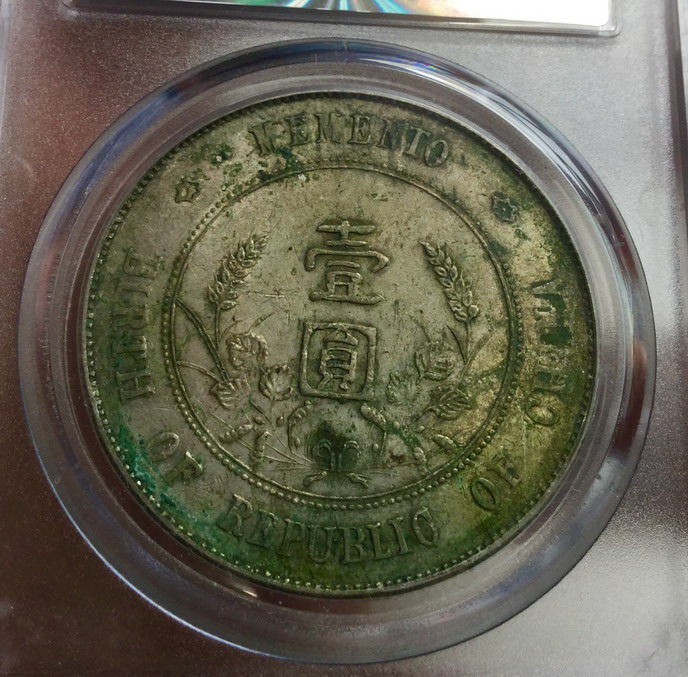 MEMENTO
壹
圓
BIRTH OF REPUBLIC OF CHINA